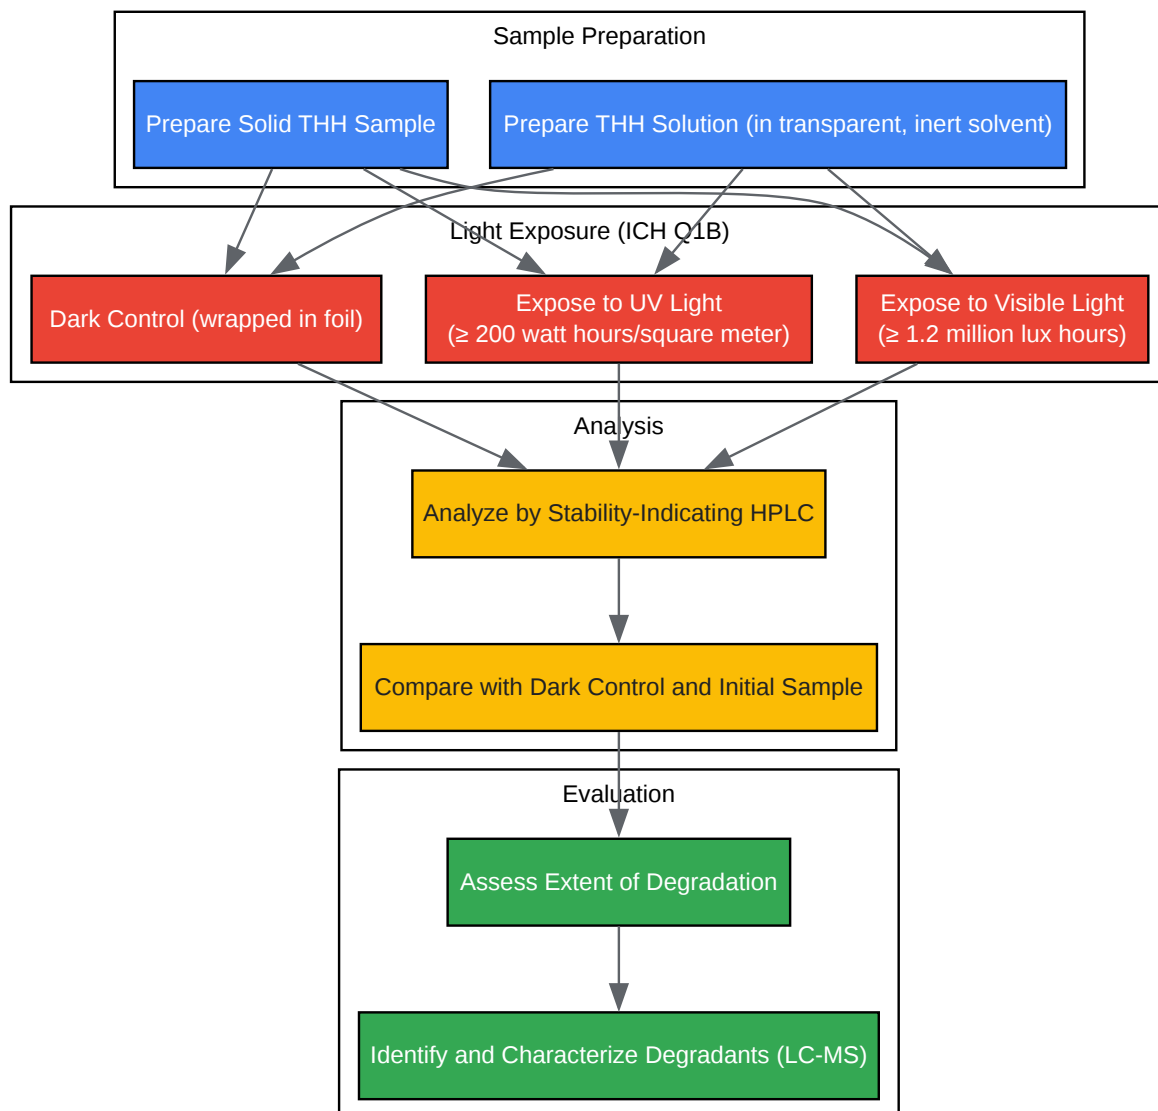 Sample Preparation
Prepare Solid THH Sample
Prepare THH Solution (in transparent, inert solvent)
Light Exposure (ICH Q1B)
Dark Control (wrapped in foil)
Expose to UV Light
(≥ 200 watt hours/square meter)
Expose to Visible Light
(≥ 1.2 million lux hours)
Analysis
Analyze by Stability-Indicating HPLC
Compare with Dark Control and Initial Sample
Evaluation
Assess Extent of Degradation
Identify and Characterize Degradants (LC-MS)